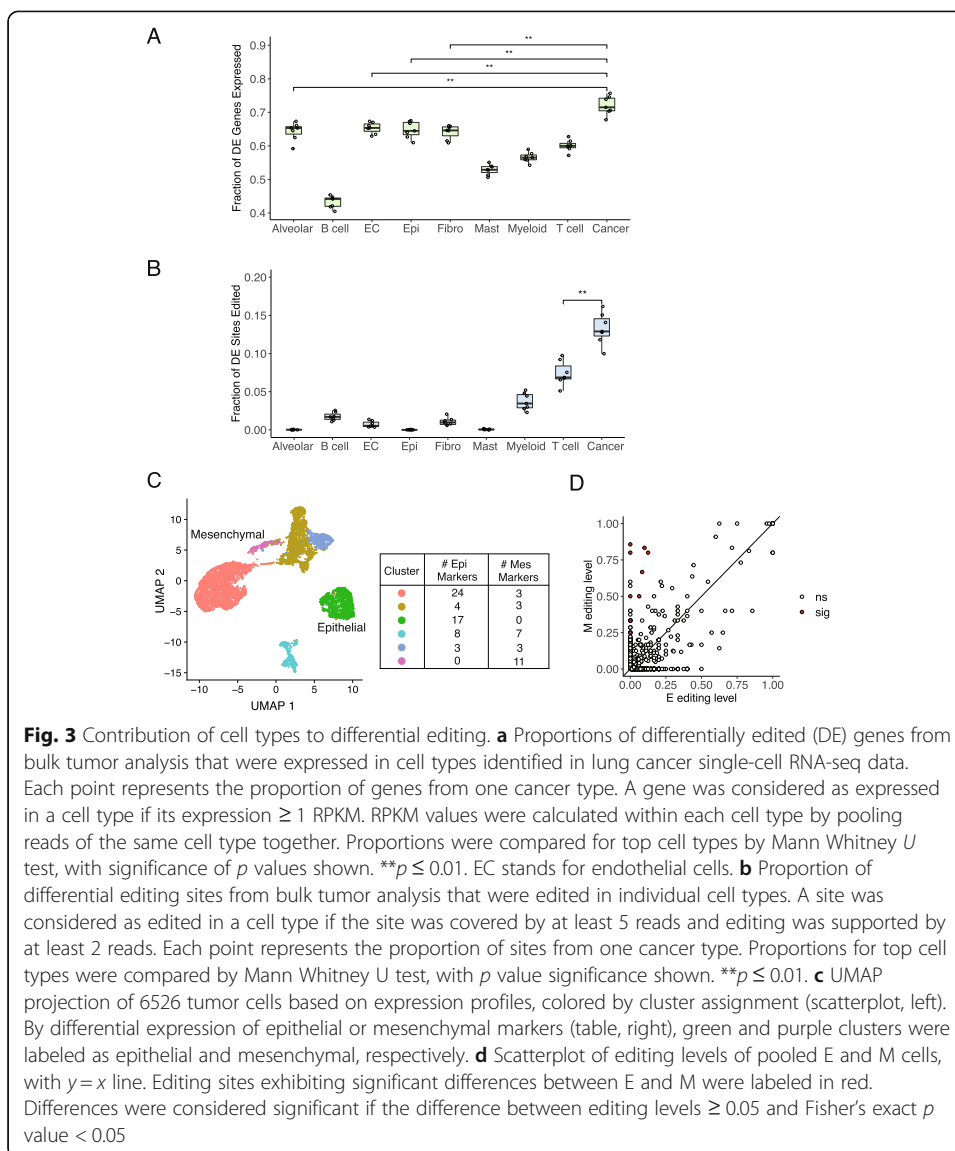 A
Fraction of DE Genes Expressed
0.9
0.8
0.7
0.6
0.5
0.4
**
**
**
**
Alveolar B cell EC Epi Fibro Mast Myeloid T cell Cancer
B
Fraction of DE Sites Edited
0.20
0.15
0.10
0.05
0.00
**
Alveolar B cell EC Epi Fibro Mast Myeloid T cell Cancer
C
UMAP 2
10
5
0
−5
−10
−15
Mesenchymal
Epithelial
−10 −5 0 5 10
UMAP 1
Cluster # Epi Markers # Mes Markers
24 3
4 3
17 0
8 7
3 3
0 11
D
M editing level
1.00
0.75
0.50
0.25
0.00
0.00 0.25 0.50 0.75 1.00
E editing level
ns
sig
Fig. 3 Contribution of cell types to differential editing. a Proportions of differentially edited (DE) genes from
bulk tumor analysis that were expressed in cell types identified in lung cancer single-cell RNA-seq data.
Each point represents the proportion of genes from one cancer type. A gene was considered as expressed
in a cell type if its expression ≥ 1 RPKM. RPKM values were calculated within each cell type by pooling
reads of the same cell type together. Proportions were compared for top cell types by Mann Whitney U
test, with significance of p values shown. **p ≤ 0.01. EC stands for endothelial cells. b Proportion of
differential editing sites from bulk tumor analysis that were edited in individual cell types. A site was
considered as edited in a cell type if the site was covered by at least 5 reads and editing was supported by
at least 2 reads. Each point represents the proportion of sites from one cancer type. Proportions for top cell
types were compared by Mann Whitney U test, with p value significance shown. **p ≤ 0.01. c UMAP
projection of 6526 tumor cells based on expression profiles, colored by cluster assignment (scatterplot, left).
By differential expression of epithelial or mesenchymal markers (table, right), green and purple clusters were
labeled as epithelial and mesenchymal, respectively. d Scatterplot of editing levels of pooled E and M cells,
with y = x line. Editing sites exhibiting significant differences between E and M were labeled in red.
Differences were considered significant if the difference between editing levels ≥ 0.05 and Fisher's exact p
value < 0.05